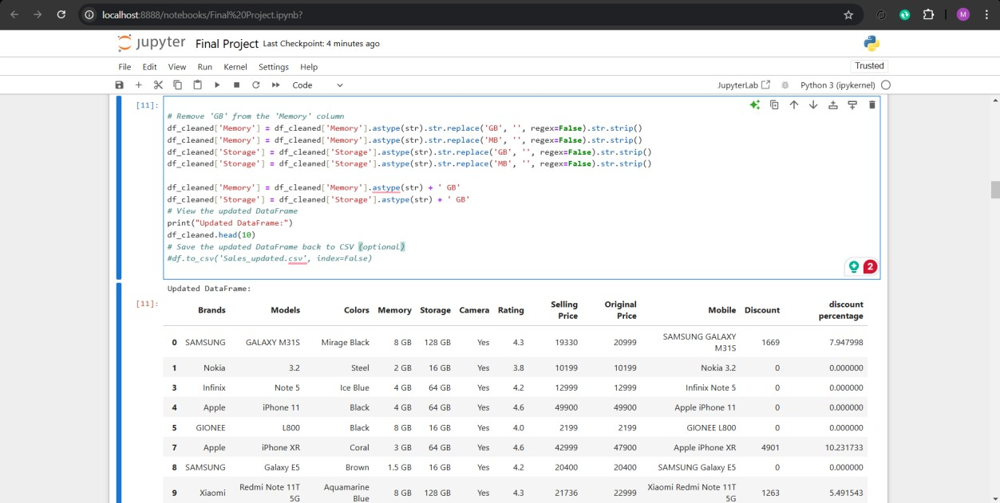 localhost:8888/notebooks/Final%20Project.ipynb?
M
jupyter Final Project Last Checkpoint: 4 minutes ago
File Edit View Run Kernel Settings Help
Trusted
Code
JupyterLab
Python 3 (ipykernel)
[11]:
# Remove 'GB' from the 'Memory' column
df_cleaned['Memory'] = df_cleaned['Memory'].astype(str).str.replace('GB', '', regex=False).str.strip()
df_cleaned['Memory'] = df_cleaned['Memory'].astype(str).str.replace('MB', '', regex=False).str.strip()
df_cleaned['Storage'] = df_cleaned['Storage'].astype(str).str.replace('GB', '', regex=False).str.strip()
df_cleaned['Storage'] = df_cleaned['Storage'].astype(str).str.replace('MB', '', regex=False).str.strip()
df_cleaned['Memory'] = df_cleaned['Memory'].astype(str) + ' GB'
df_cleaned['Storage'] = df_cleaned['Storage'].astype(str) + ' GB'
# View the updated DataFrame
print("Updated DataFrame:")
df_cleaned.head(10)
# Save the updated DataFrame back to CSV (optional)
#df.to_csv('Sales_updated.csv', index=False)
2
Updated DataFrame:
[11]:
Brands Models Colors Memory Storage Camera Rating Selling Price Original Price Mobile Discount discount percentage
0 SAMSUNG GALAXY M31S Mirage Black 8 GB 128 GB Yes 4.3 19330 20999 SAMSUNG GALAXY M31S 1669 7.947998
1 Nokia 3.2 Steel 2 GB 16 GB Yes 3.8 10199 10199 Nokia 3.2 0 0.000000
3 Infinix Note 5 Ice Blue 4 GB 64 GB Yes 4.2 12999 12999 Infinix Note 5 0 0.000000
4 Apple iPhone 11 Black 4 GB 64 GB Yes 4.6 49900 49900 Apple iPhone 11 0 0.000000
5 GIONEE L800 Black 8 GB 16 GB Yes 4.0 2199 2199 GIONEE L800 0 0.000000
7 Apple iPhone XR Coral 3 GB 64 GB Yes 4.6 42999 47900 Apple iPhone XR 4901 10.231733
8 SAMSUNG Galaxy E5 Brown 1.5 GB 16 GB Yes 4.2 20400 20400 SAMSUNG Galaxy E5 0 0.000000
9 Xiaomi Redmi Note 11T 5G Aquamarine Blue 8 GB 128 GB Yes 4.3 21736 22999 Xiaomi Redmi Note 11T 5G 1263 5.491543